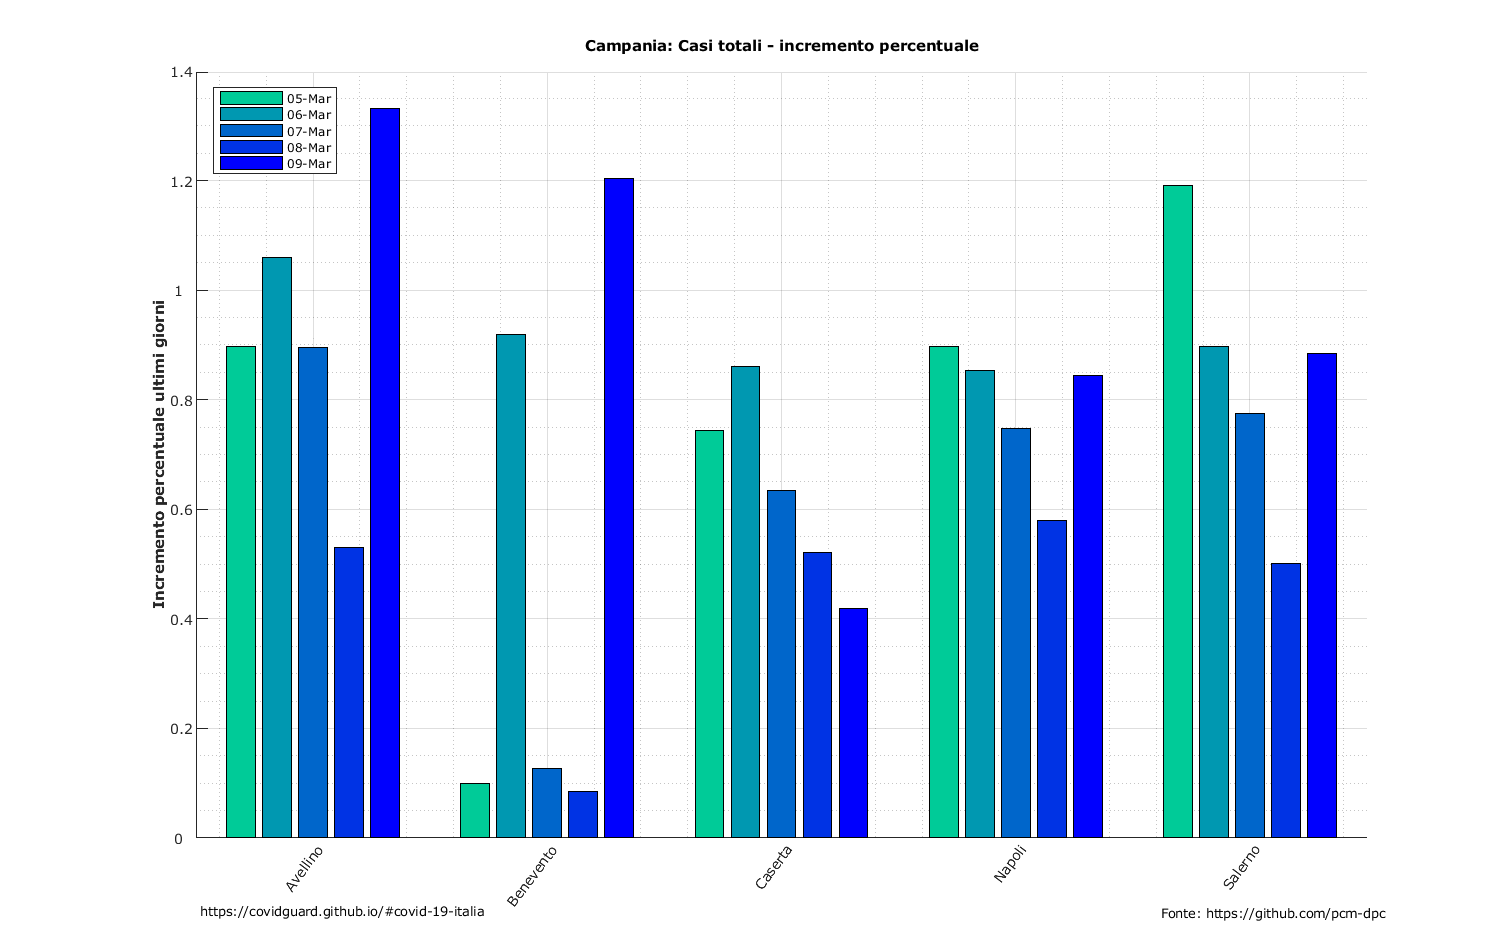 Campania: Casi totali - incremento percentuale
1.4
1.2
1
0.8
0.6
0.4
0.2
0
Incremento percentuale ultimi giorni
05-Mar
06-Mar
07-Mar
08-Mar
09-Mar
Avellino
Benevento
Caserta
Napoli
Salerno
https://covidguard.github.io/#covid-19-italia
Fonte: https://github.com/pcm-dpc